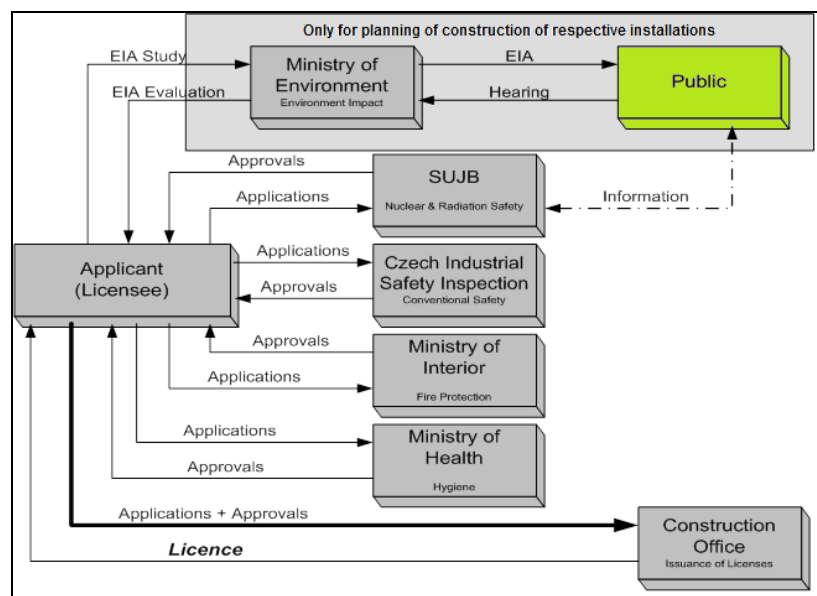 Only for planning of construction of respective installations
EIA Study
Ministry of
Environment
Environment Impact
EIA
Public
EIA Evaluation
Hearing
Approvals
SUJB
Nuclear & Radiation Safety
Applications
Information
Applicant
(Licensee)
Applications
Czech Industrial
Safety Inspection
Conventional Safety
Approvals
Approvals
Ministry of
Interior
Fire Protection
Applications
Applications
Ministry of
Health
Hygiene
Approvals
Applications + Approvals
Construction
Office
Issuance of Licenses
Licence